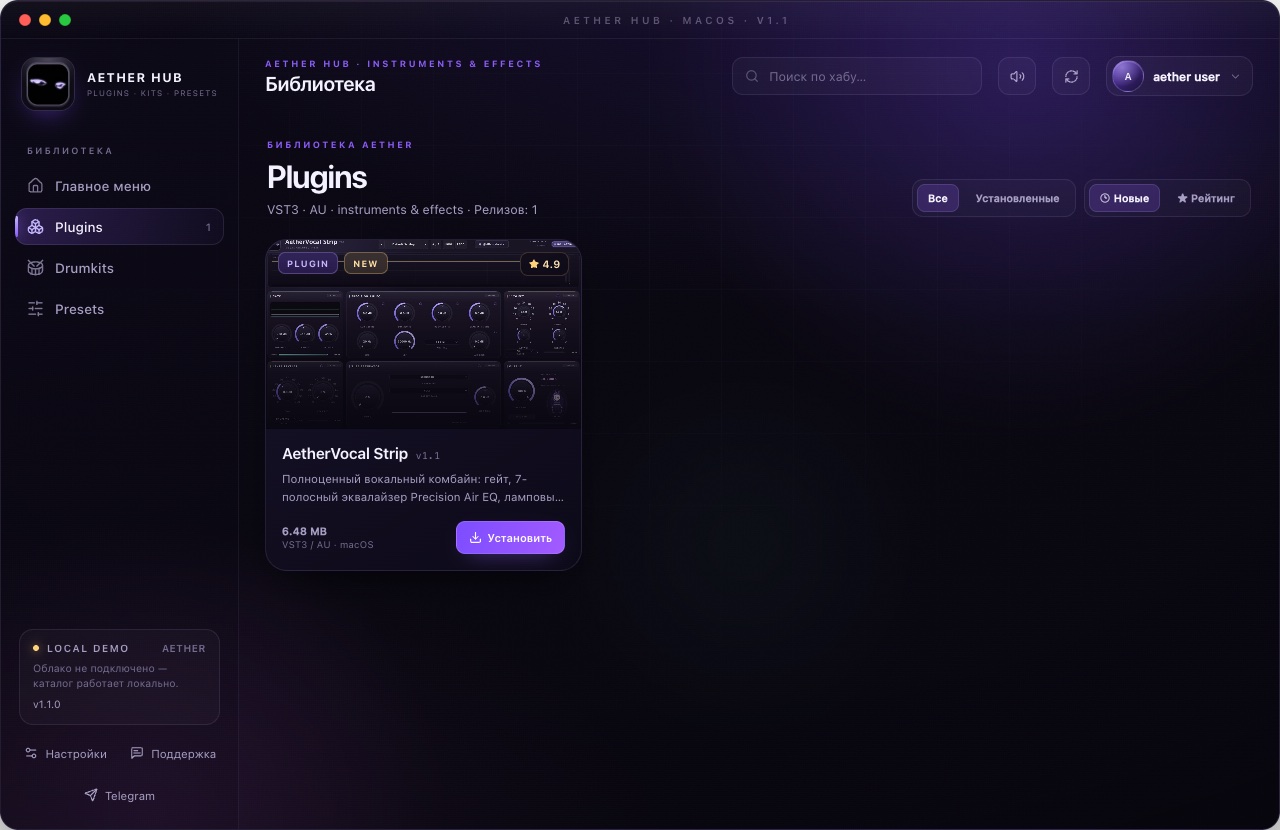 AETHER HUB · MACOS · V1.1
AETHER HUB
PLUGINS · KITS · PRESETS
БИБЛИОТЕКА
Главное меню
Plugins 1
Drumkits
Presets
LOCAL DEMO AETHER
Облако не подключено —
каталог работает локально.
v1.1.0
Настройки Поддержка
Telegram
AETHER HUB · INSTRUMENTS & EFFECTS
Библиотека
Поиск по хабу...
A aether user
БИБЛИОТЕКА AETHER
Plugins
VST3 · AU · instruments & effects · Релизов: 1
Все Установленные Новые Рейтинг
AetherVocal Strip
PLUGIN NEW 4.9
AetherVocal Strip v1.1
Полноценный вокальный комбайн: гейт, 7-
полосный эквалайзер Precision Air EQ, ламповы...
6.48 MB
VST3 / AU · macOS
Установить